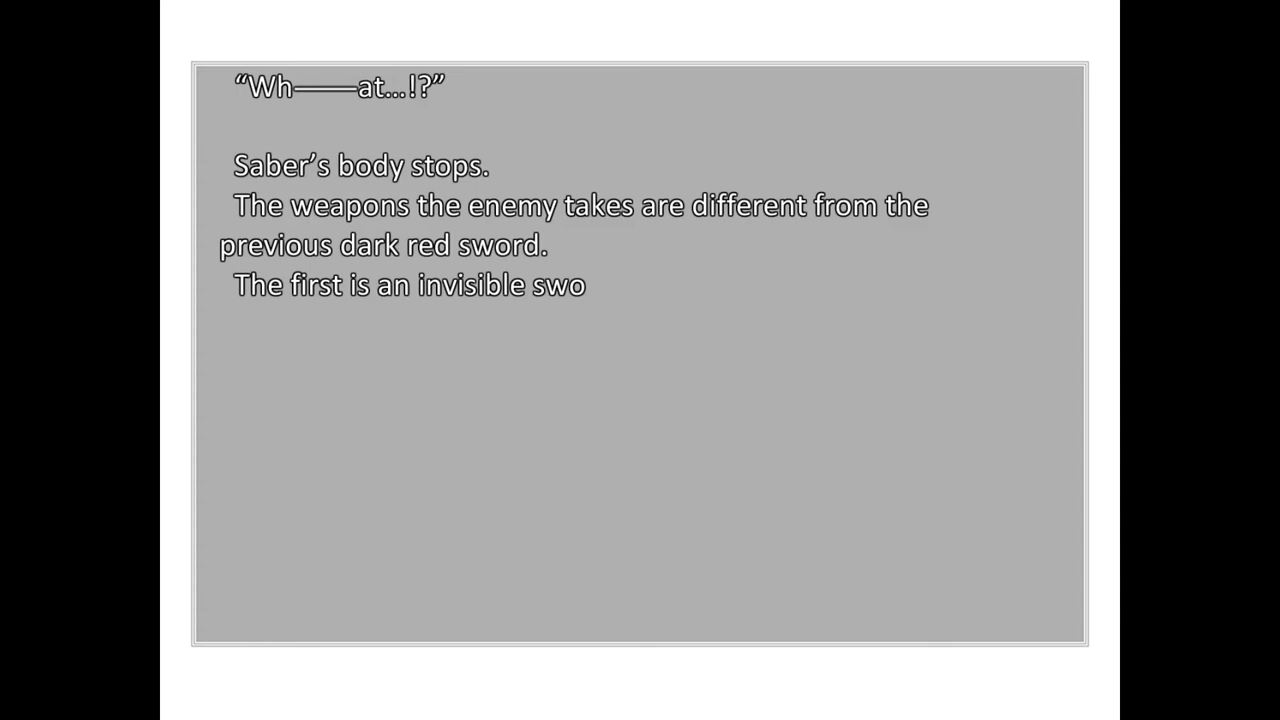 “Wh───at...!?”
Saber’s body stops.
The weapons the enemy takes are different from the
previous dark red sword.
The first is an invisible swo